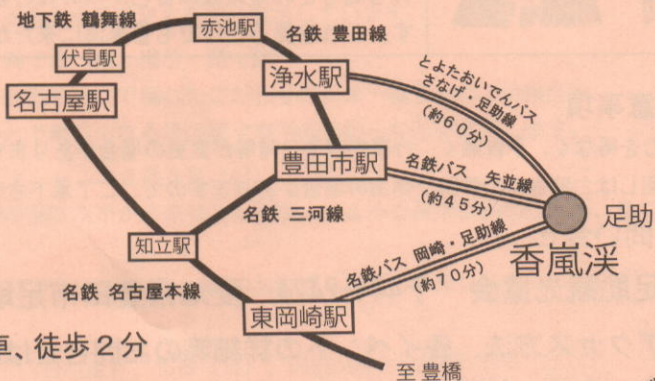 地下鉄 鶴舞線
赤池駅
名鉄 豊田線
伏見駅
浄水駅
名古屋駅
とよたおいでんバス
さなげ・足助線
(約60分)
豊田市駅
名鉄バス 矢並線
(約45分)
名鉄 三河線
足助
香嵐渓
知立駅
名鉄バス 岡崎・足助線
(約70分)
名鉄 名古屋本線
東岡崎駅
車、徒歩2分
至 豊橋